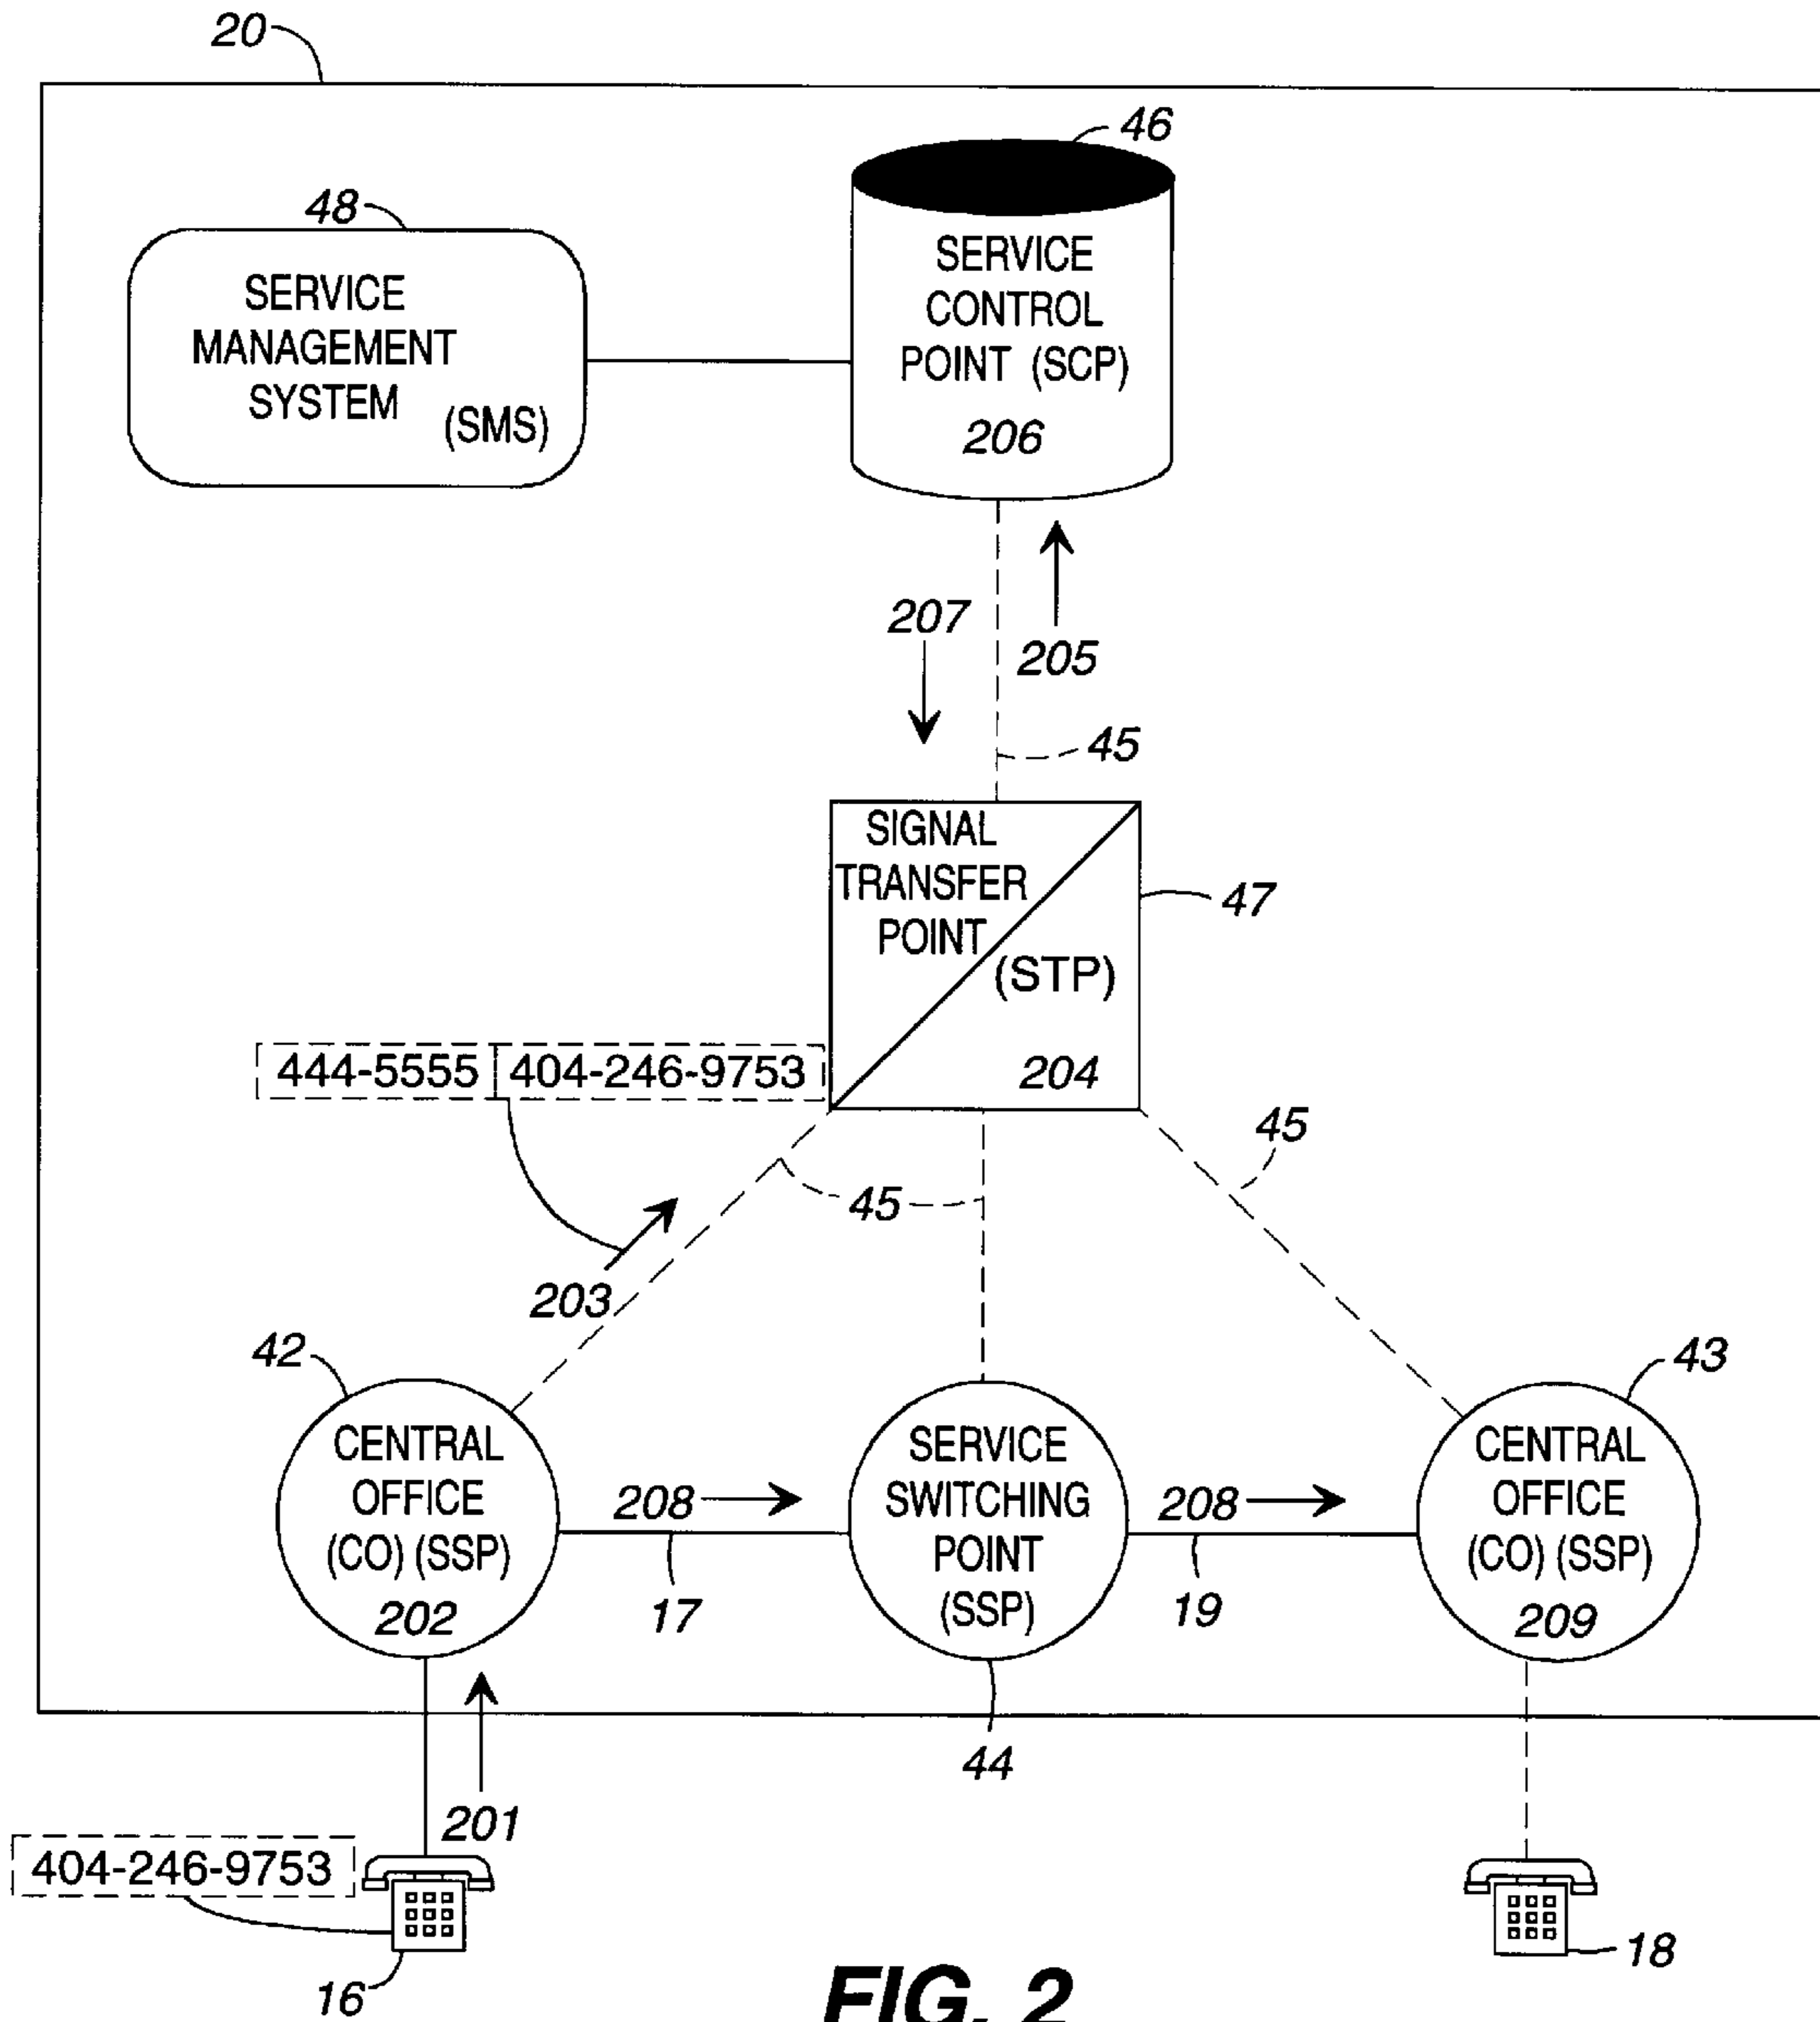 20
46
48
SERVICE
MANAGEMENT
SYSTEM
(SMS)
SERVICE
CONTROL
POINT (SCP)
206
207
205
45
SIGNAL
TRANSFER
POINT
(STP)
204
47
444-5555 404-246-9753
45
45
203
42
43
CENTRAL
OFFICE
(CO) (SSP)
202
208
17
SERVICE
SWITCHING
POINT
(SSP)
208
19
CENTRAL
OFFICE
(CO) (SSP)
209
44
201
404-246-9753
16
18
FIG. 2